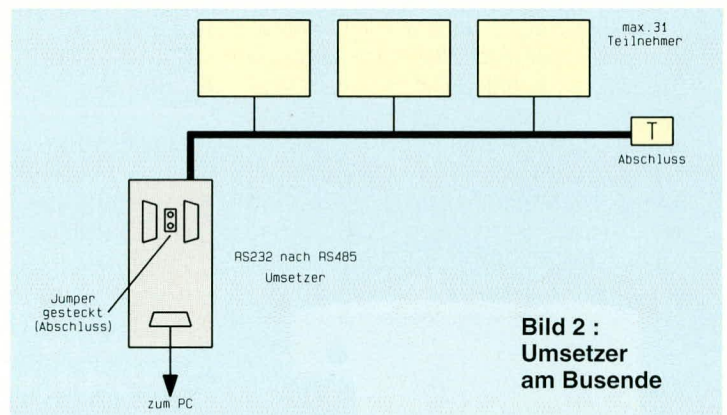 max.31
Teilnehmer
T
Abschluss
RS232 nach RS485
Umsetzer
Jumper
gesteckt
(Abschluss)
zum PC
Bild 2 :
Umsetzer
am Busende